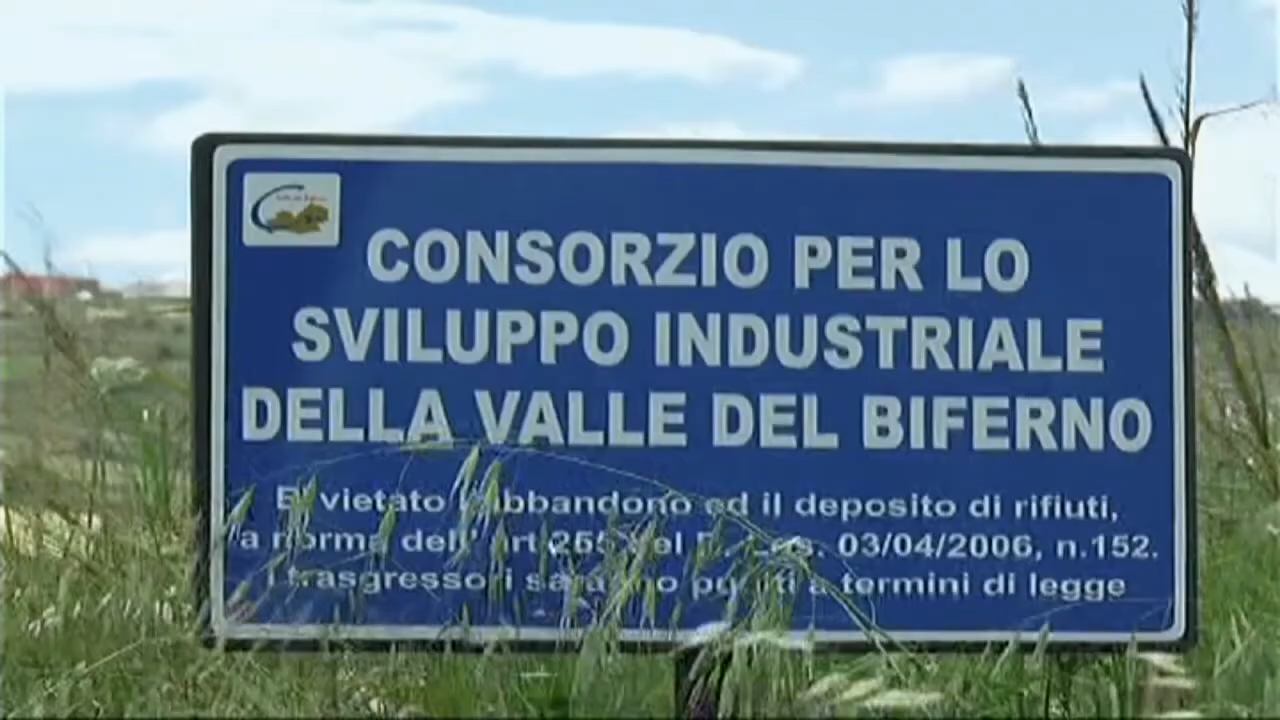 CONSORZIO PER LO
SVILUPPO INDUSTRIALE
DELLA VALLE DEL BIFERNO
E' vietato l'abbandono ed il deposito di rifiuti,
a norma dell' art.255 del D. Lgs. 03/04/2006, n.152.
i trasgressori saranno puniti a termini di legge